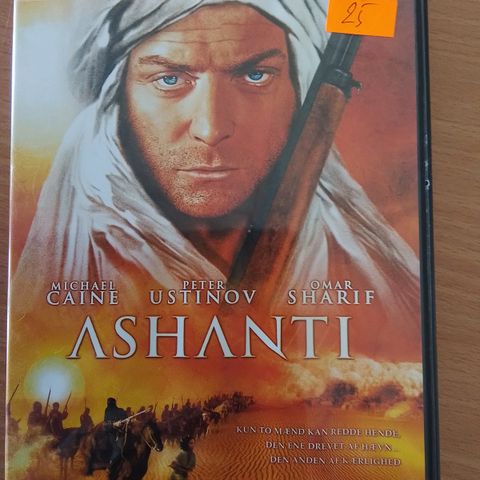 25
MICHAEL CAINE PETER USTINOV OMAR SHARIF
ASHANTI
KUN TO MÆND KAN REDDE HENDE,
DEN ENE DREVET AF HÆVN...
DEN ANDEN AF KÆRLIGHED